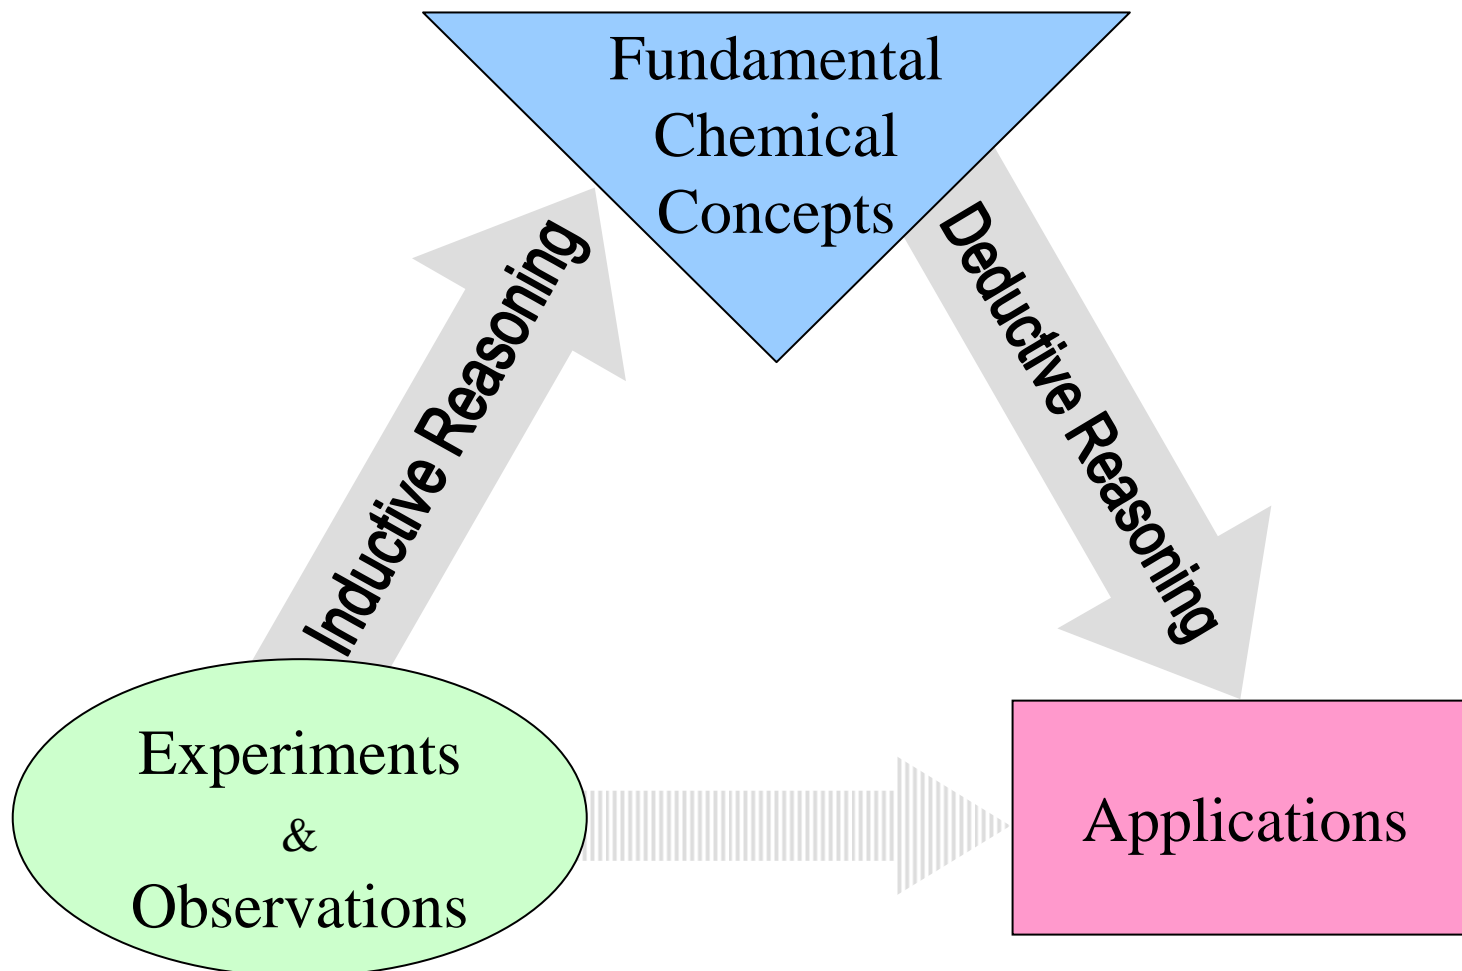 Fundamental
Chemical
Concepts
Inductive Reasoning
Deductive Reasoning
Experiments
&
Observations
Applications